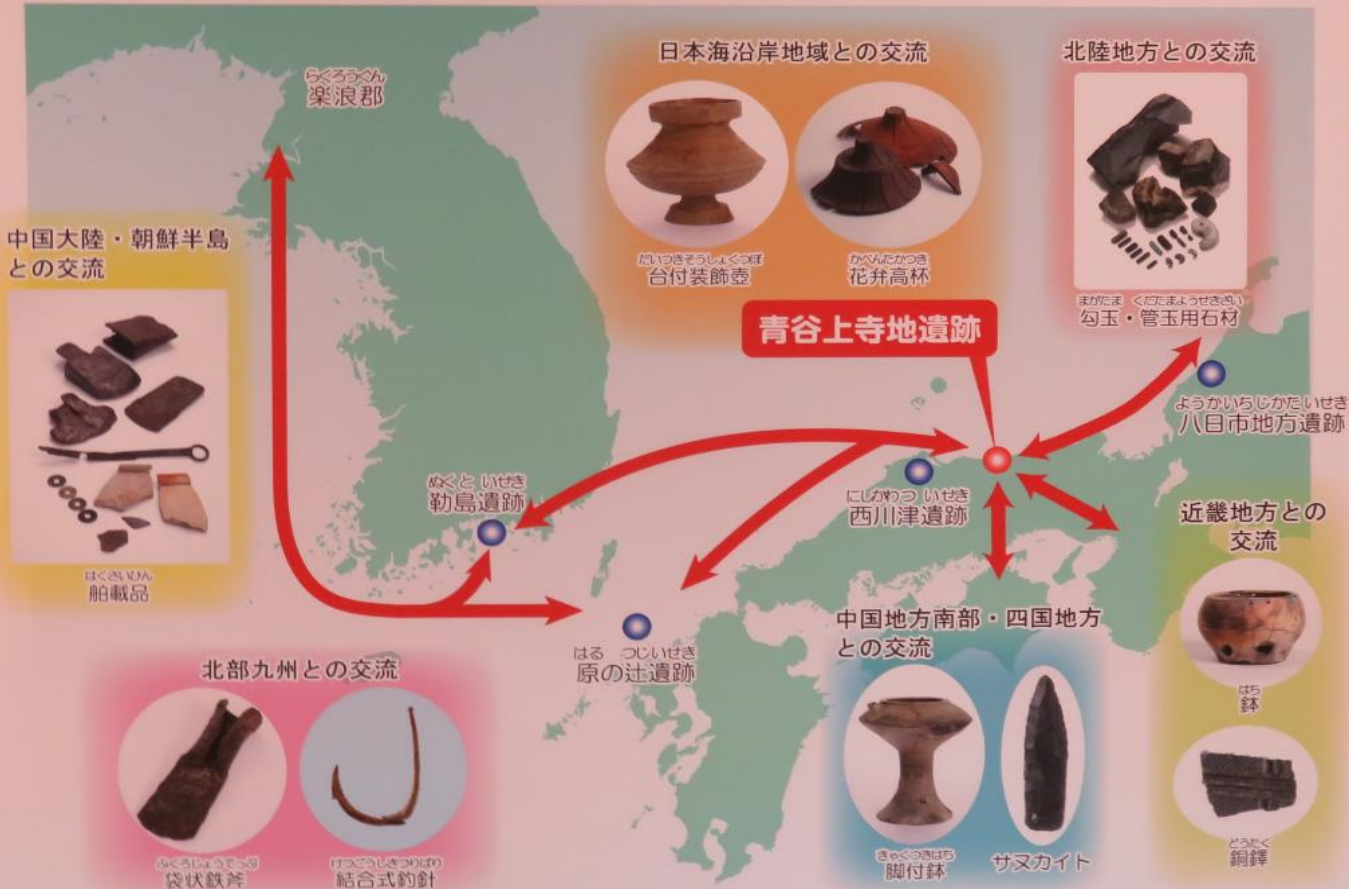 らくろうぐん
楽浪郡
日本海沿岸地域との交流
だいつきそうしょくつぼ
台付装飾壺
かべんたかつき
花弁高杯
北陸地方との交流
まがたま くだたまようせきざい
勾玉・管玉用石材
中国大陸・朝鮮半島
との交流
はくさいひん
舶載品
青谷上寺地遺跡
ようかいちじかたいせき
八日市地方遺跡
ぬくと いせき
勒島遺跡
にしかわつ いせき
西川津遺跡
はる つじいせき
原の辻遺跡
近畿地方との
交流
はち
鉢
どうたく
銅鐸
中国地方南部・四国地方
との交流
きゃくつきはち
脚付鉢
サヌカイト
北部九州との交流
ふくろじょうてっぷ
袋状鉄斧
けつごうしきつりばり
結合式釣針